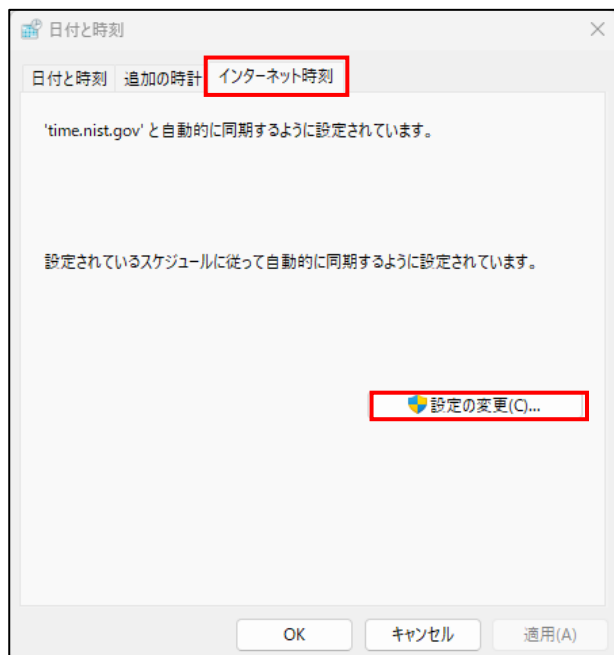 日付と時刻
日付と時刻 追加の時計 インターネット時刻
'time.nist.gov' と自動的に同期するように設定されています。
設定されているスケジュールに従って自動的に同期するように設定されています。
設定の変更(C)...
OK キャンセル 適用(A)